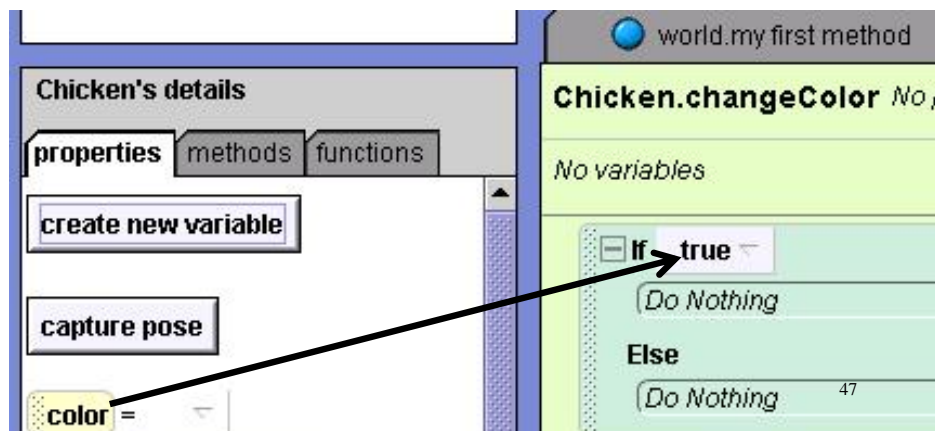 Chicken's details
properties methods functions
create new variable
capture pose
color =
world.my first method
Chicken.changeColor No
No variables
If true
Do Nothing
Else
Do Nothing
47